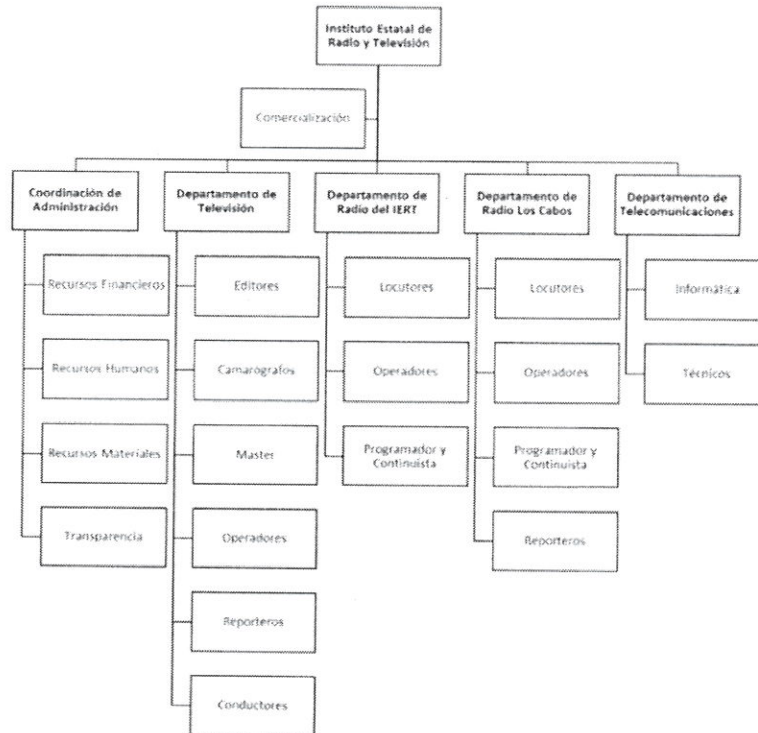 Instituto Estatal de
Radio y Televisión
Comercialización
Coordinación de
Administración
Departamento de
Televisión
Departamento de
Radio del IERT
Departamento de
Radio Los Cabos
Departamento de
Telecomunicaciones
Recursos Financieros
Editores
Locutores
Locutores
Informática
Recursos Humanos
Camarógrafos
Operadores
Operadores
Técnicos
Recursos Materiales
Master
Programador y
Continuista
Programador y
Continuista
Transparencia
Operadores
Reporteros
Reporteros
Conductores